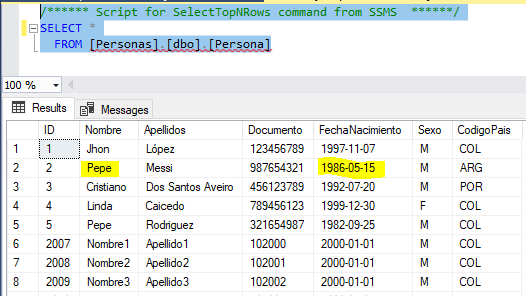 /****** Script for SelectTopNRows command from SSMS ******/
SELECT *
FROM [Personas].[dbo].[Persona]
100 %
Results Messages
ID Nombre Apellidos Documento FechaNacimiento Sexo CodigoPais
1 1 Jhon López 123456789 1997-11-07 M COL
2 2 Pepe Messi 987654321 1986-05-15 M ARG
3 3 Cristiano Dos Santos Aveiro 456123789 1992-07-20 M POR
4 4 Linda Caicedo 789456123 1999-12-30 F COL
5 5 Pepe Rodriguez 321654987 1982-09-25 M COL
6 2007 Nombre1 Apellido1 102000 2000-01-01 M COL
7 2008 Nombre2 Apellido2 102001 2000-01-01 M COL
8 2009 Nombre3 Apellido3 102002 2000-01-01 M COL